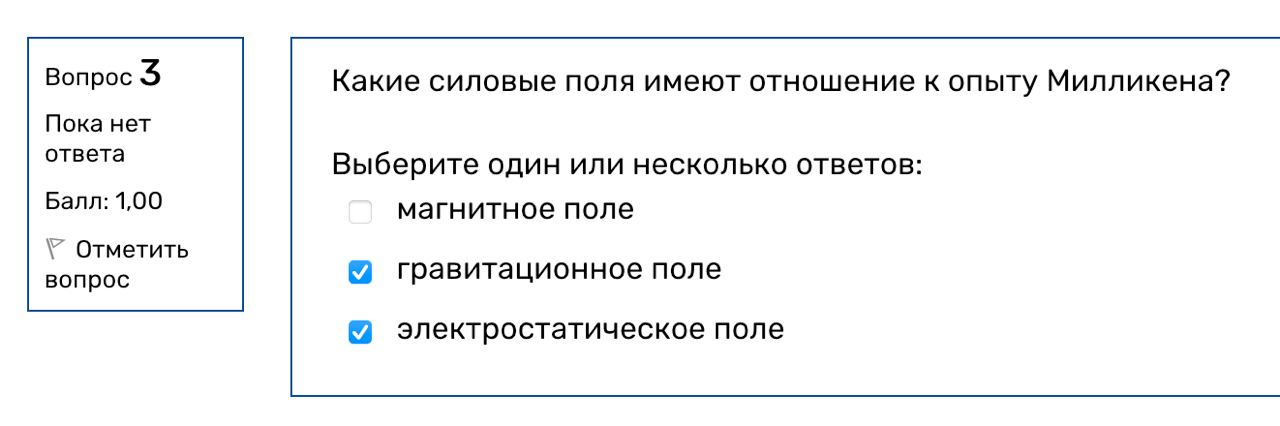 Вопрос 3
Пока нет
ответа
Балл: 1,00
Отметить
вопрос
Какие силовые поля имеют отношение к опыту Милликена?
Выберите один или несколько ответов:
магнитное поле
гравитационное поле
электростатическое поле